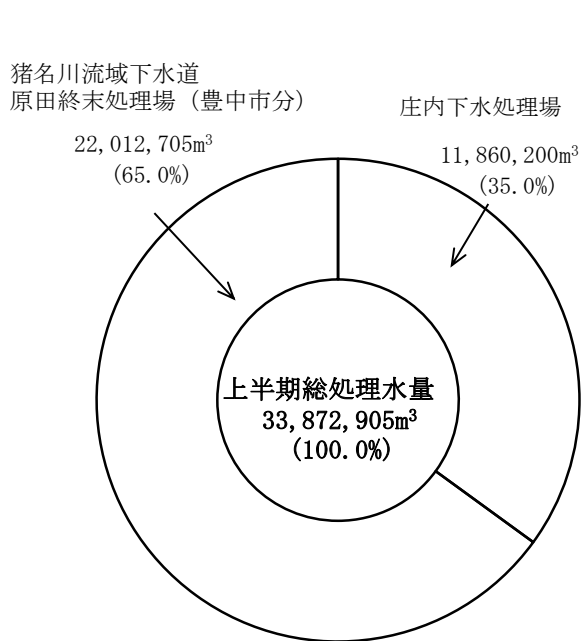 猪名川流域下水道
原田終末処理場（豊中市分）
22,012,705m³
(65.0%)
庄内下水処理場
11,860,200m³
(35.0%)
上半期総処理水量
33,872,905m³
(100.0%)